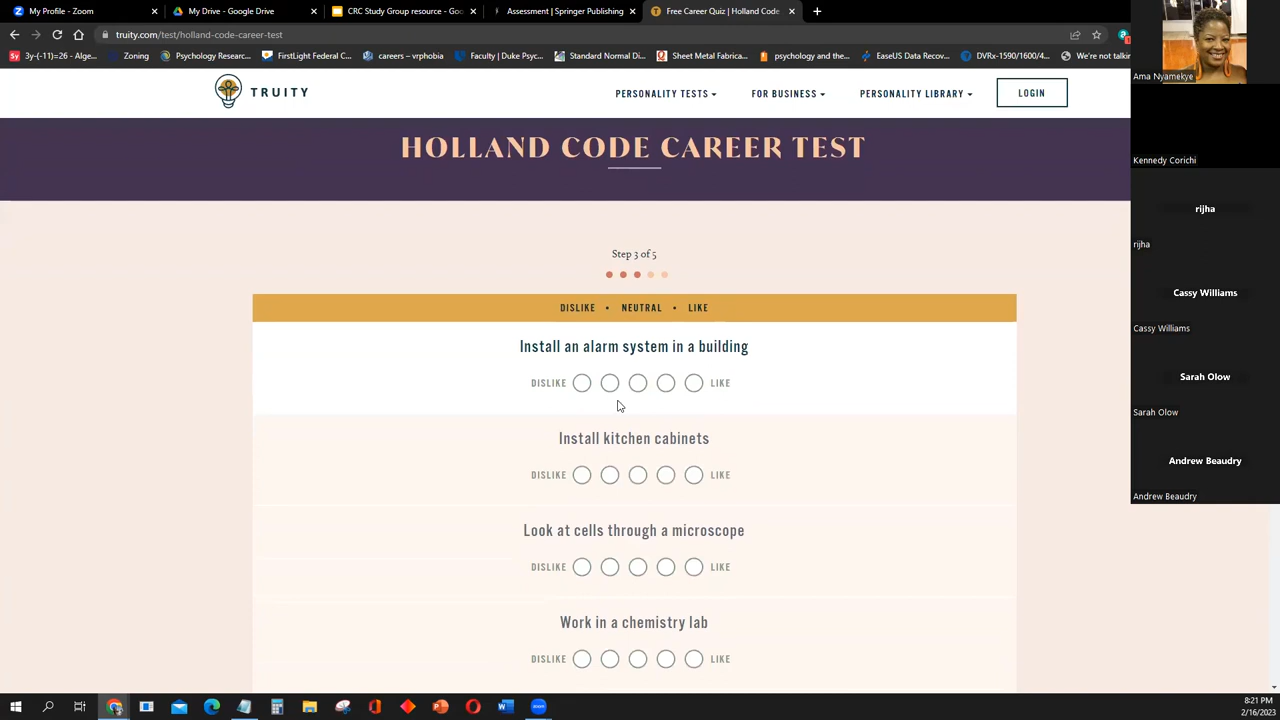 My Profile - Zoom
My Drive - Google Drive
CRC Study Group resource - Goo
Assessment | Springer Publishing
Free Career Quiz | Holland Code
truity.com/test/holland-code-career-test
3y-(-11)=26 - Alge...
Zoning
Psychology Researc...
FirstLight Federal C...
careers – vrphobia
Faculty | Duke Psyc...
Standard Normal Di...
Sheet Metal Fabrica...
psychology and the...
EaseUS Data Recov...
DVRx-1590/1600/4...
We're not talki
TRUITY
PERSONALITY TESTS
FOR BUSINESS
PERSONALITY LIBRARY
LOGIN
HOLLAND CODE CAREER TEST
Step 3 of 5
DISLIKE • NEUTRAL • LIKE
Install an alarm system in a building
DISLIKE LIKE
Install kitchen cabinets
DISLIKE LIKE
Look at cells through a microscope
DISLIKE LIKE
Work in a chemistry lab
DISLIKE LIKE
Ama Nyamekye
Kennedy Corichi
rijha
rijha
Cassy Williams
Cassy Williams
Sarah Olow
Sarah Olow
Andrew Beaudry
Andrew Beaudry
8:21 PM
2/16/2023